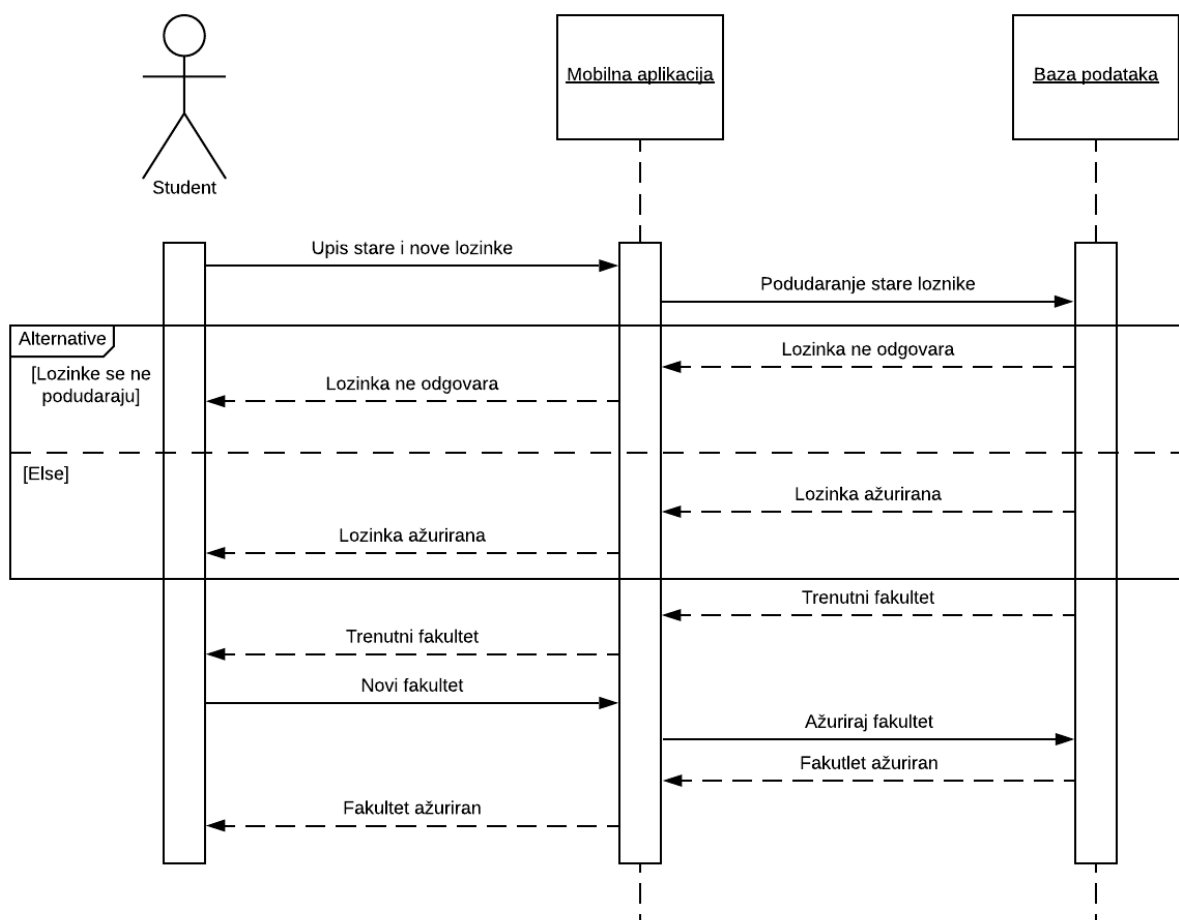 Mobilna aplikacija
Baza podataka
Student
Upis stare i nove lozinke
Podudaranje stare loznike
Alternative
Lozinka ne odgovara
[Lozinke se ne
podudaraju]
Lozinka ne odgovara
[Else]
Lozinka ažurirana
Lozinka ažurirana
Trenutni fakultet
Trenutni fakultet
Novi fakultet
Ažuriraj fakultet
Fakutlet ažuriran
Fakultet ažuriran